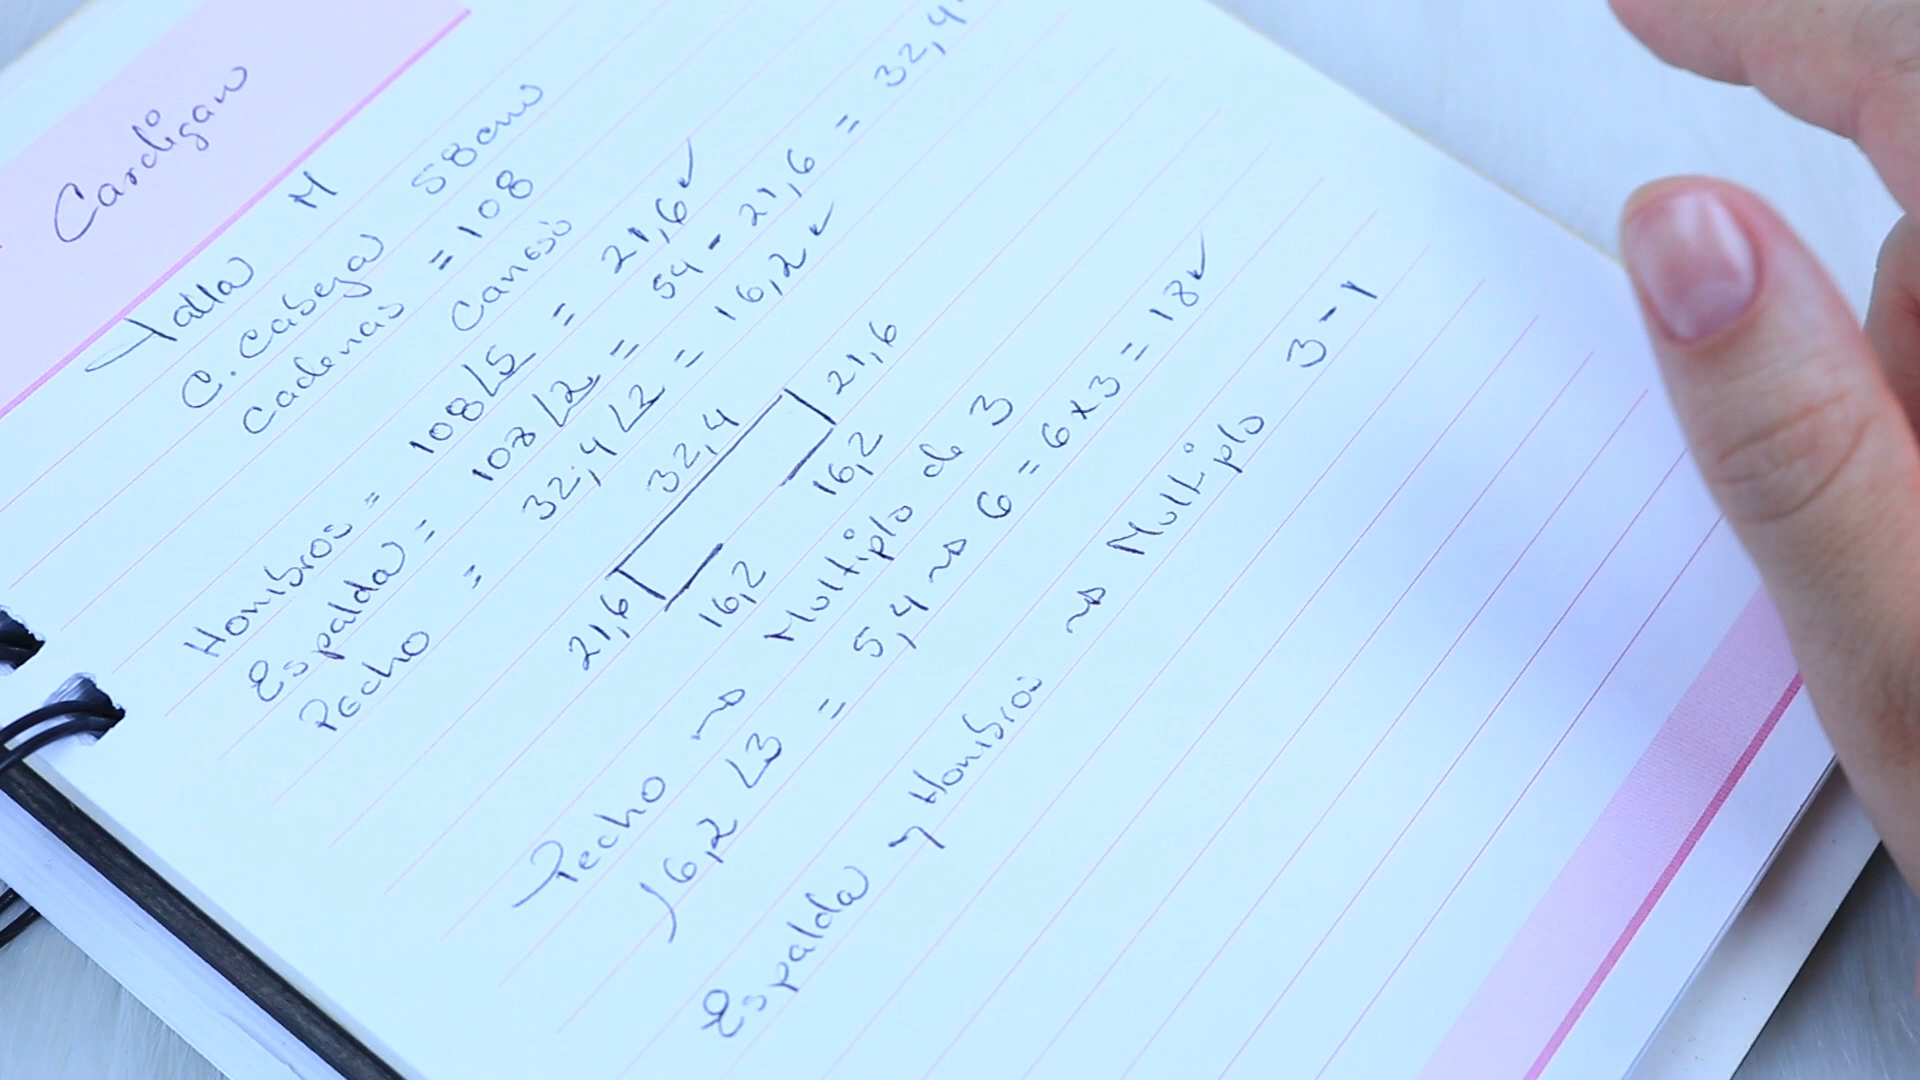 Cardigan
Talla M
C. Cabeza 58cm
Cadenas = 108
Canesú
Hombros = 108 ∟5 = 21,6 ✓
Espalda = 108 ∟2 = 54 - 21,6 = 32,4
Pecho = 32,4 ∟2 = 16,2 ✓
32,4
21,6 21,6
16,2 16,2
Pecho → Multiplo de 3
16,2 ∟3 = 5,4 → 6 = 6x3 = 18 ✓
Espalda y Hombros → Multiplo 3-1